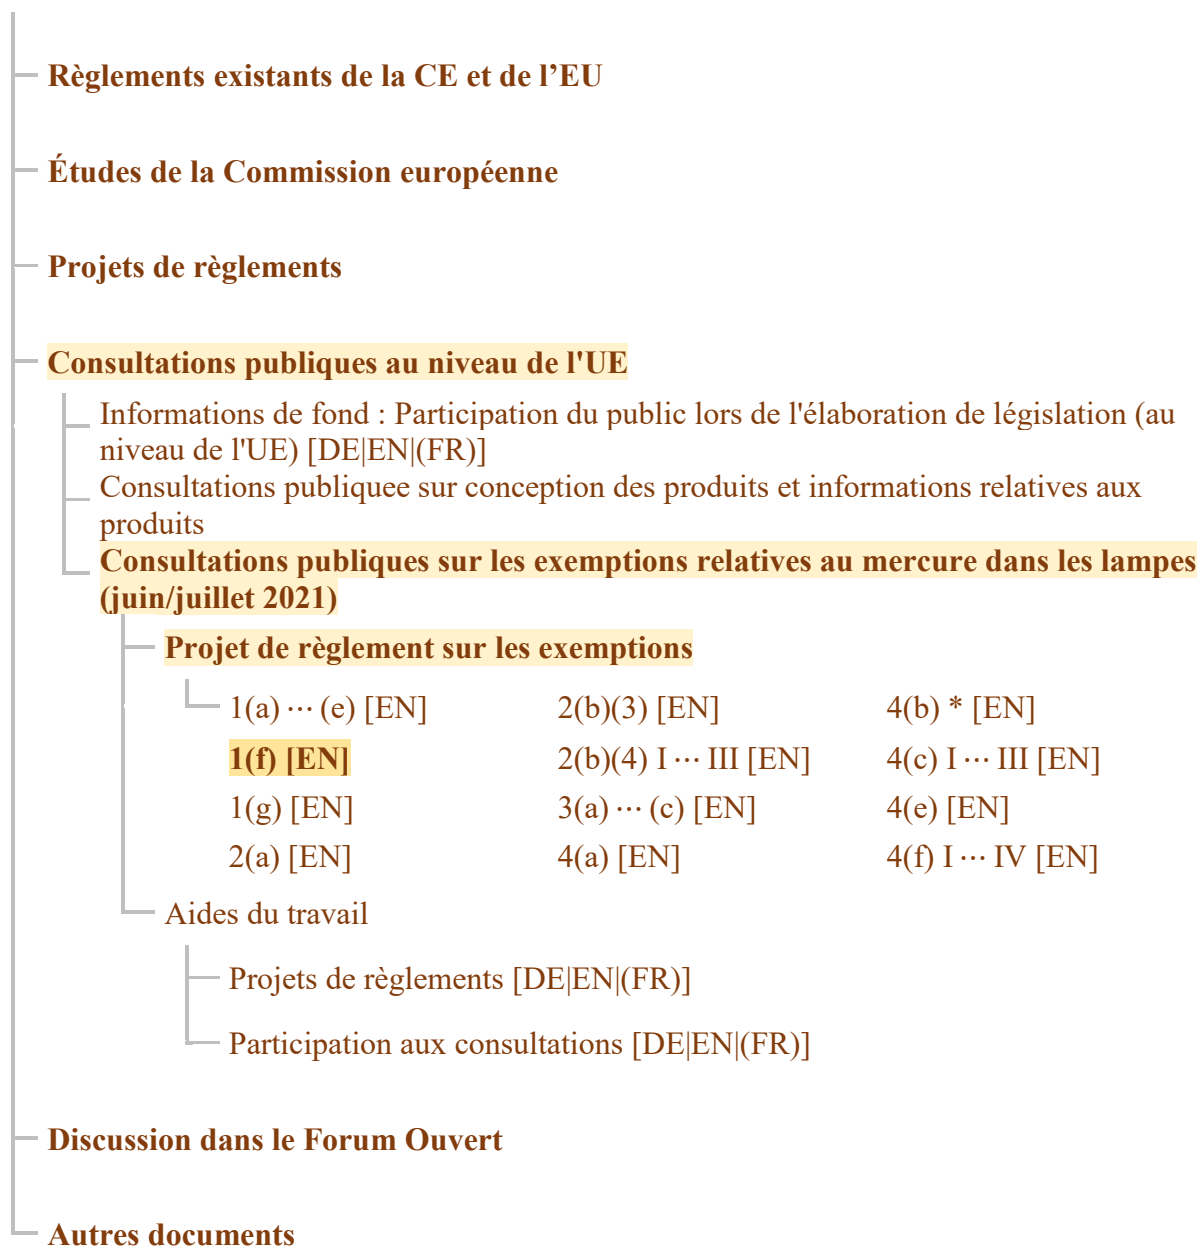 Règlements existants de la CE et de l’EU
Études de la Commission européenne
Projets de règlements
Consultations publiques au niveau de l'UE
Informations de fond : Participation du public lors de l'élaboration de législation (au
niveau de l'UE) [DE|EN|(FR)]
Consultations publiquee sur conception des produits et informations relatives aux
produits
Consultations publiques sur les exemptions relatives au mercure dans les lampes
(juin/juillet 2021)
Projet de règlement sur les exemptions
1(a) ··· (e) [EN] 2(b)(3) [EN] 4(b) * [EN]
1(f) [EN] 2(b)(4) I ··· III [EN] 4(c) I ··· III [EN]
1(g) [EN] 3(a) ··· (c) [EN] 4(e) [EN]
2(a) [EN] 4(a) [EN] 4(f) I ··· IV [EN]
Aides du travail
Projets de règlements [DE|EN|(FR)]
Participation aux consultations [DE|EN|(FR)]
Discussion dans le Forum Ouvert
Autres documents